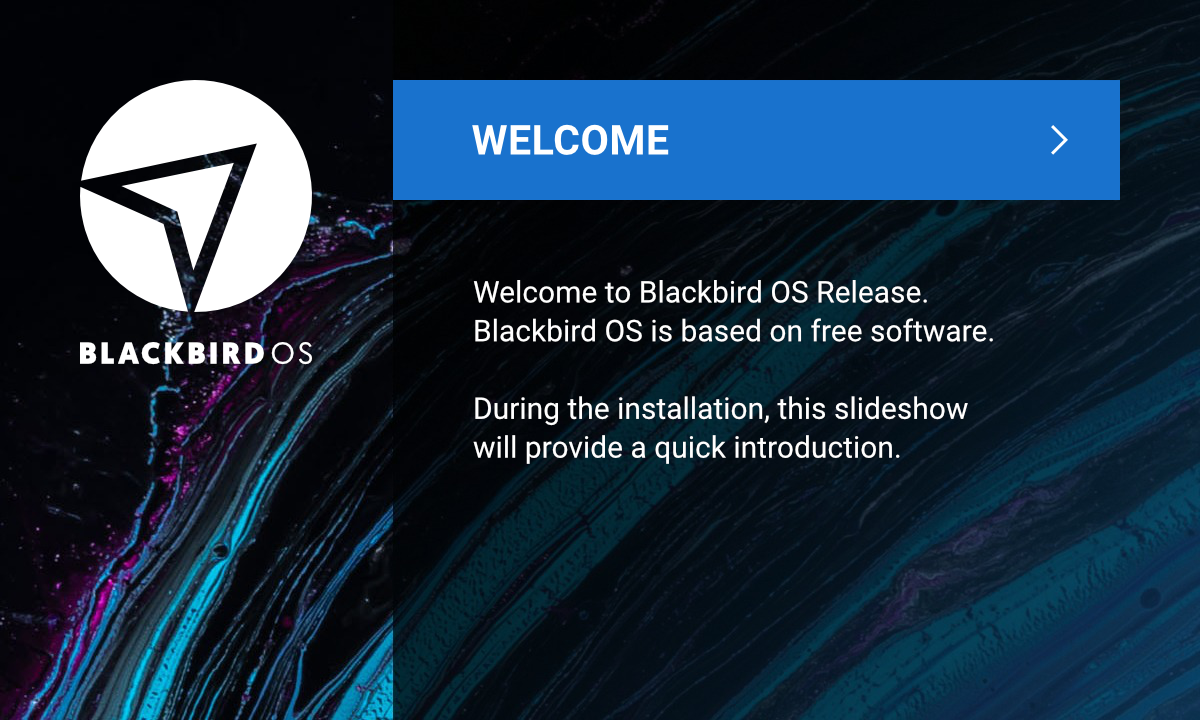 BLACKBIRD OS
WELCOME
Welcome to Blackbird OS Release.
Blackbird OS is based on free software.
During the installation, this slideshow
will provide a quick introduction.